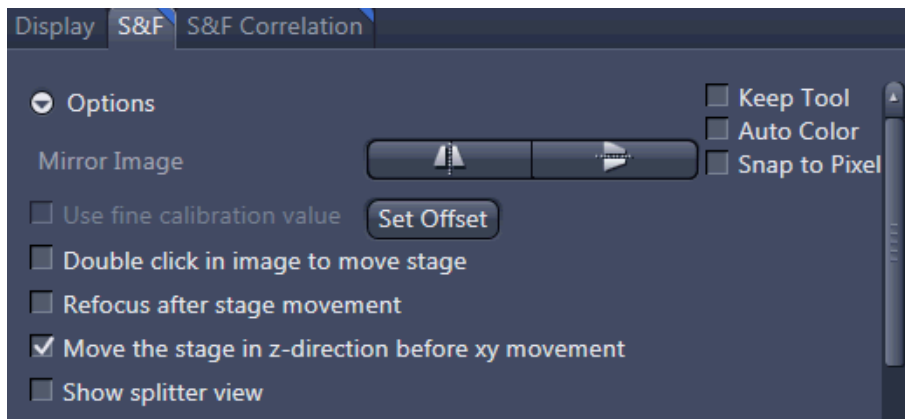 Display S&F S&F Correlation
Options
Keep Tool
Auto Color
Mirror Image
Snap to Pixel
Use fine calibration value Set Offset
Double click in image to move stage
Refocus after stage movement
Move the stage in z-direction before xy movement
Show splitter view